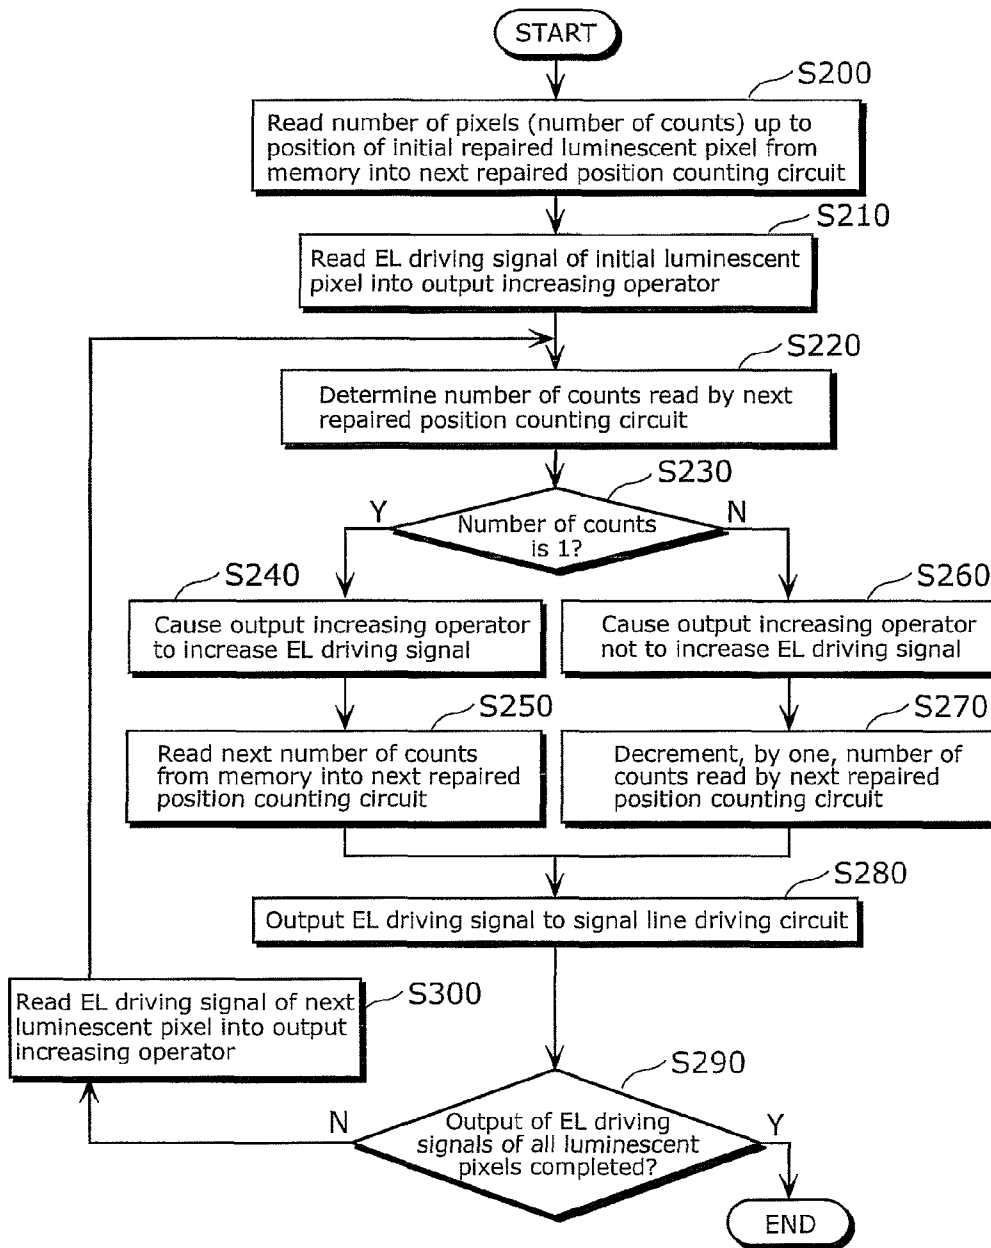 START
S200
Read number of pixels (number of counts) up to
position of initial repaired luminescent pixel from
memory into next repaired position counting circuit
S210
Read EL driving signal of initial luminescent
pixel into output increasing operator
S220
Determine number of counts read by next
repaired position counting circuit
S230
Y
N
Number of counts
is 1?
S240
Cause output increasing operator
to increase EL driving signal
S260
Cause output increasing operator
not to increase EL driving signal
S250
Read next number of counts
from memory into next repaired
position counting circuit
S270
Decrement, by one, number of
counts read by next repaired
position counting circuit
S280
Output EL driving signal to signal line driving circuit
S300
Read EL driving signal of next
luminescent pixel into output
increasing operator
S290
N
Y
Output of EL driving
signals of all luminescent
pixels completed?
END